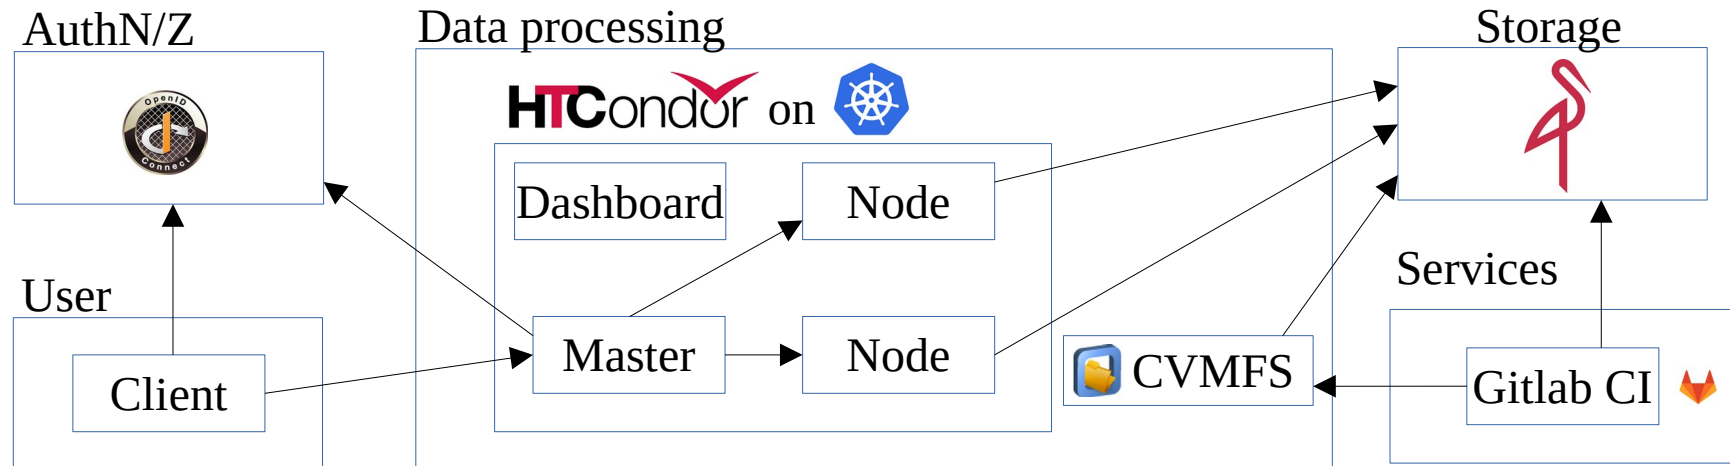 AuthN/Z
OpenID
Connect
User
Client
Data processing
HTCondor on
Dashboard
Node
Master
Node
CVMFS
Storage
Services
Gitlab CI